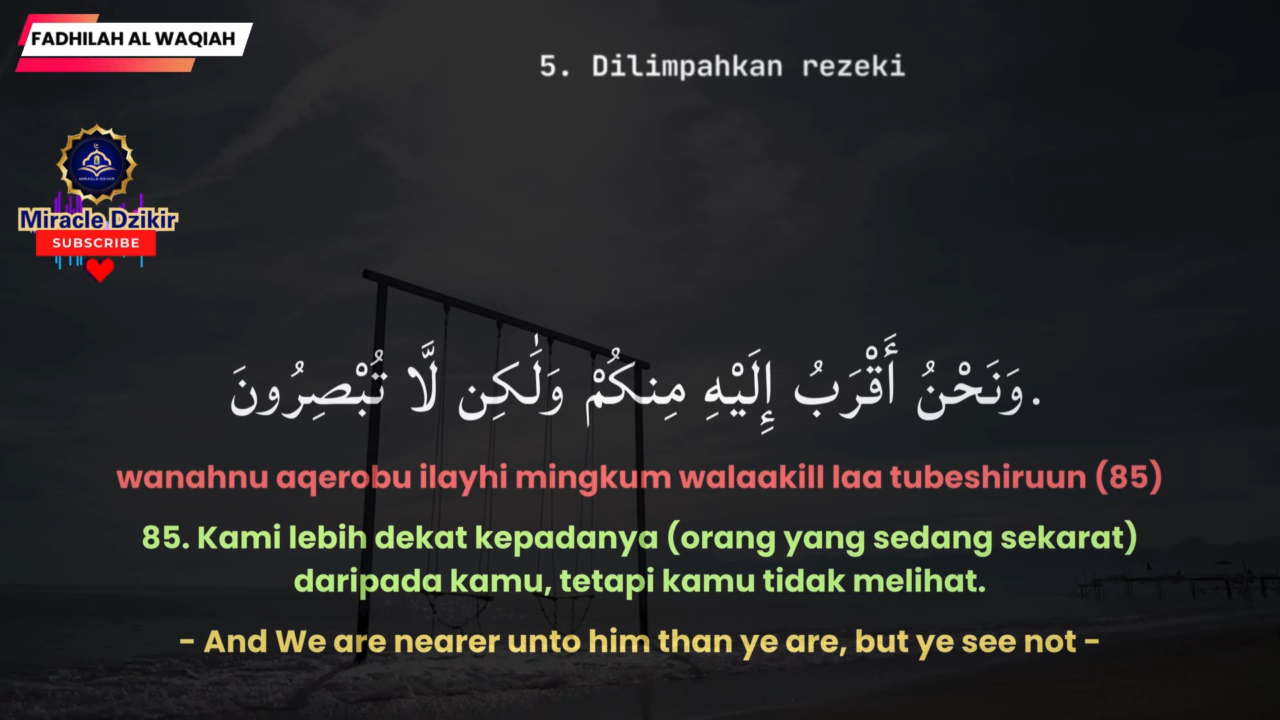 FADHILAH AL WAQIAH
5. Dilimpahkan rezeki
MIRACLE DZIKIR
Miracle Dzikir
SUBSCRIBE
وَنَحْنُ أَقْرَبُ إِلَيْهِ مِنكُمْ وَلَٰكِن لَّا تُبْصِرُونَ.
wanahnu aqerobu ilayhi mingkum walaakill laa tubeshiruun (85)
85. Kami lebih dekat kepadanya (orang yang sedang sekarat)
daripada kamu, tetapi kamu tidak melihat.
- And We are nearer unto him than ye are, but ye see not -